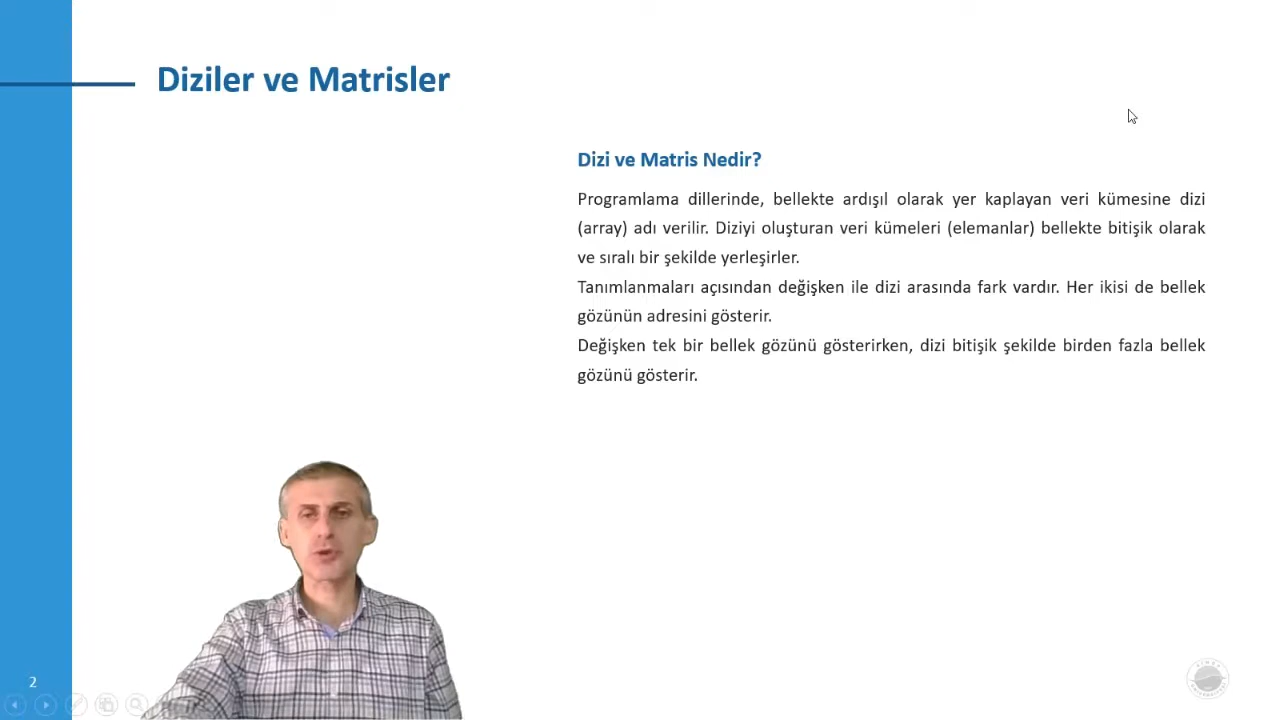 Diziler ve Matrisler
Dizi ve Matris Nedir?
Programlama dillerinde, bellekte ardışıl olarak yer kaplayan veri kümesine dizi
(array) adı verilir. Diziyi oluşturan veri kümeleri (elemanlar) bellekte bitişik olarak
ve sıralı bir şekilde yerleşirler.
Tanımlanmaları açısından değişken ile dizi arasında fark vardır. Her ikisi de bellek
gözünün adresini gösterir.
Değişken tek bir bellek gözünü gösterirken, dizi bitişik şekilde birden fazla bellek
gözünü gösterir.
2